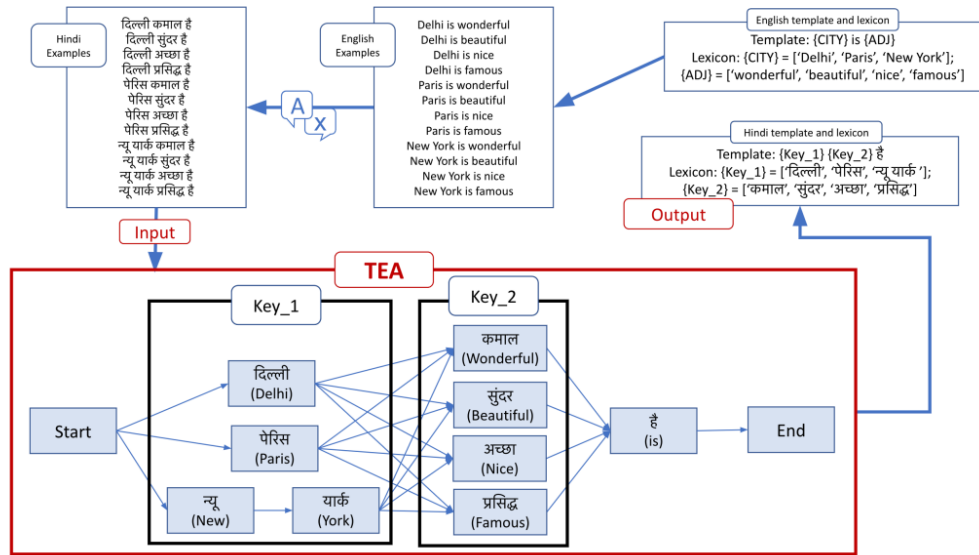 Hindi
Examples
दिल्ली कमाल है
दिल्ली सुंदर है
दिल्ली अच्छा है
दिल्ली प्रसिद्ध है
पेरिस कमाल है
पेरिस सुंदर है
पेरिस अच्छा है
पेरिस प्रसिद्ध है
न्यू यार्क कमाल है
न्यू यार्क सुंदर है
न्यू यार्क अच्छा है
न्यू यार्क प्रसिद्ध है
A
X
English
Examples
Delhi is wonderful
Delhi is beautiful
Delhi is nice
Delhi is famous
Paris is wonderful
Paris is beautiful
Paris is nice
Paris is famous
New York is wonderful
New York is beautiful
New York is nice
New York is famous
English template and lexicon
Template: {CITY} is {ADJ}
Lexicon: {CITY} = ['Delhi', 'Paris', 'New York'];
{ADJ} = ['wonderful', 'beautiful', 'nice', 'famous']
Hindi template and lexicon
Template: {Key_1} {Key_2} है
Lexicon: {Key_1} = ['दिल्ली', 'पेरिस', 'न्यू यार्क '];
{Key_2} = ['कमाल', 'सुंदर', 'अच्छा', 'प्रसिद्ध']
Output
Input
TEA
Key_1
Key_2
Start
दिल्ली
(Delhi)
पेरिस
(Paris)
न्यू
(New)
यार्क
(York)
कमाल
(Wonderful)
सुंदर
(Beautiful)
अच्छा
(Nice)
प्रसिद्ध
(Famous)
है
(is)
End